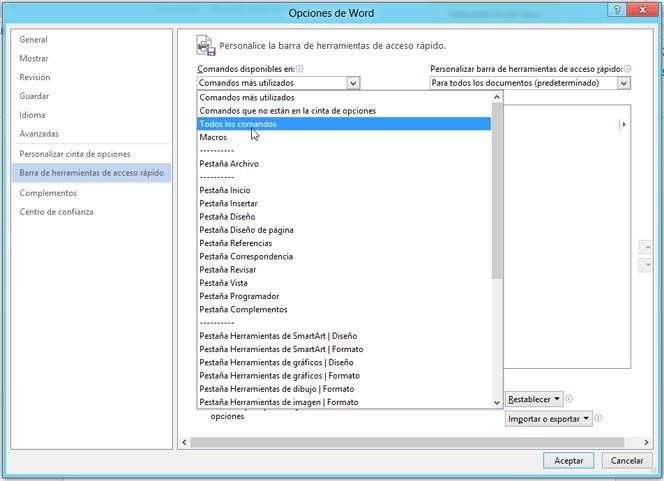 Opciones de Word
?
General
Mostrar
Revisión
Guardar
Idioma
Avanzadas
Personalizar cinta de opciones
Barra de herramientas de acceso rápido
Complementos
Centro de confianza
Personalice la barra de herramientas de acceso rápido.
Comandos disponibles en:
Comandos más utilizados
Personalizar barra de herramientas de acceso rápido:
Para todos los documentos (predeterminado)
Comandos más utilizados
Comandos que no están en la cinta de opciones
Todos los comandos
Macros
----------
Pestaña Archivo
----------
Pestaña Inicio
Pestaña Insertar
Pestaña Diseño
Pestaña Diseño de página
Pestaña Referencias
Pestaña Correspondencia
Pestaña Revisar
Pestaña Vista
Pestaña Programador
Pestaña Complementos
----------
Pestaña Herramientas de SmartArt | Diseño
Pestaña Herramientas de SmartArt | Formato
Pestaña Herramientas de gráficos | Diseño
Pestaña Herramientas de gráficos | Formato
Pestaña Herramientas de dibujo | Formato
Pestaña Herramientas de imagen | Formato
opciones
Restablecer
Importar o exportar
Aceptar
Cancelar